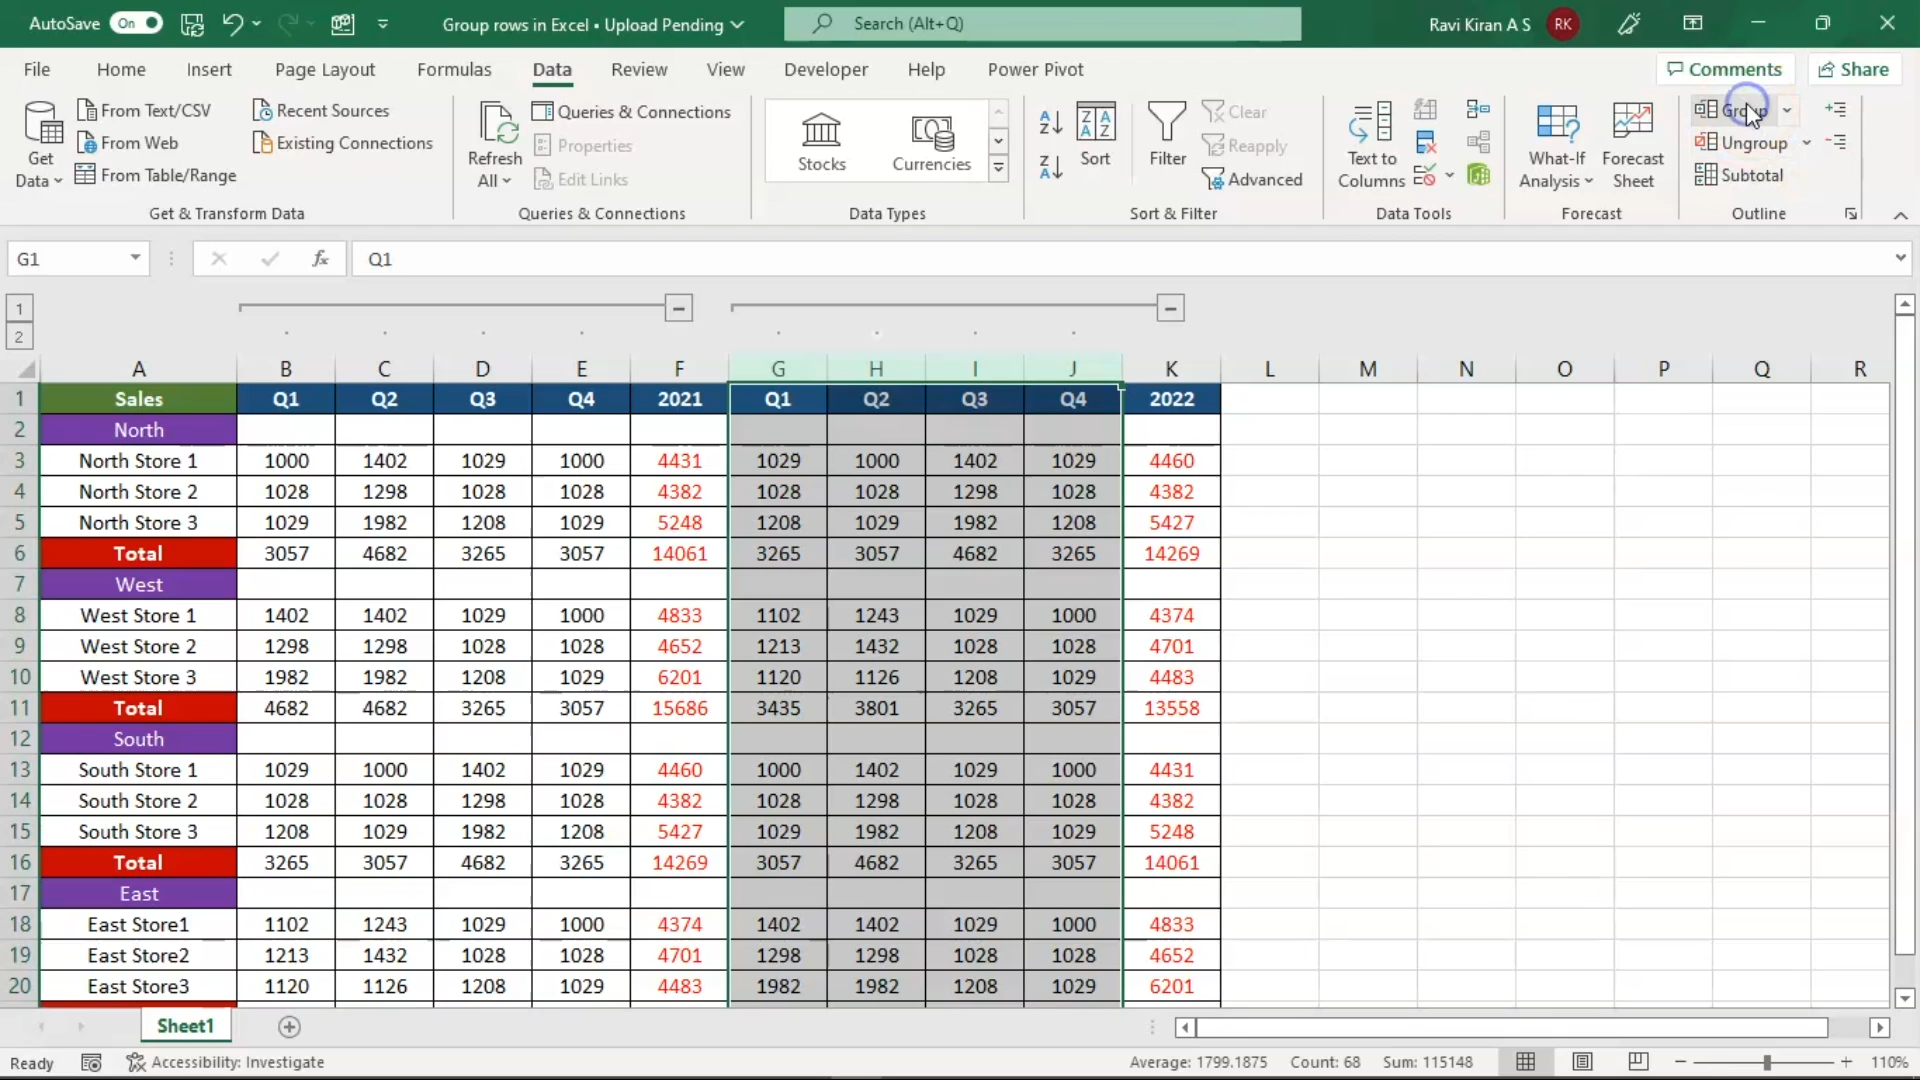 AutoSave On Group rows in Excel • Upload Pending Search (Alt+Q) Ravi Kiran A S RK
File Home Insert Page Layout Formulas Data Review View Developer Help Power Pivot Comments Share
Get Data
From Text/CSV
From Web
From Table/Range
Recent Sources
Existing Connections
Get & Transform Data
Refresh All
Queries & Connections
Properties
Edit Links
Queries & Connections
Stocks Currencies
Data Types
Sort
Filter
Clear
Reapply
Advanced
Sort & Filter
Text to Columns
Data Tools
What-If Analysis
Forecast Sheet
Forecast
Group
Ungroup
Subtotal
Outline
G1 fx Q1
1
2
A B C D E F G H I J K L M N O P Q R
1 Sales Q1 Q2 Q3 Q4 2021 Q1 Q2 Q3 Q4 2022
2 North
3 North Store 1 1000 1402 1029 1000 4431 1029 1000 1402 1029 4460
4 North Store 2 1028 1298 1028 1028 4382 1028 1028 1298 1028 4382
5 North Store 3 1029 1982 1208 1029 5248 1208 1029 1982 1208 5427
6 Total 3057 4682 3265 3057 14061 3265 3057 4682 3265 14269
7 West
8 West Store 1 1402 1402 1029 1000 4833 1102 1243 1029 1000 4374
9 West Store 2 1298 1298 1028 1028 4652 1213 1432 1028 1028 4701
10 West Store 3 1982 1982 1208 1029 6201 1120 1126 1208 1029 4483
11 Total 4682 4682 3265 3057 15686 3435 3801 3265 3057 13558
12 South
13 South Store 1 1029 1000 1402 1029 4460 1000 1402 1029 1000 4431
14 South Store 2 1028 1028 1298 1028 4382 1028 1298 1028 1028 4382
15 South Store 3 1208 1029 1982 1208 5427 1029 1982 1208 1029 5248
16 Total 3265 3057 4682 3265 14269 3057 4682 3265 3057 14061
17 East
18 East Store1 1102 1243 1029 1000 4374 1402 1402 1029 1000 4833
19 East Store2 1213 1432 1028 1028 4701 1298 1298 1028 1028 4652
20 East Store3 1120 1126 1208 1029 4483 1982 1982 1208 1029 6201
Sheet1
Ready Accessibility: Investigate Average: 1799.1875 Count: 68 Sum: 115148 110%